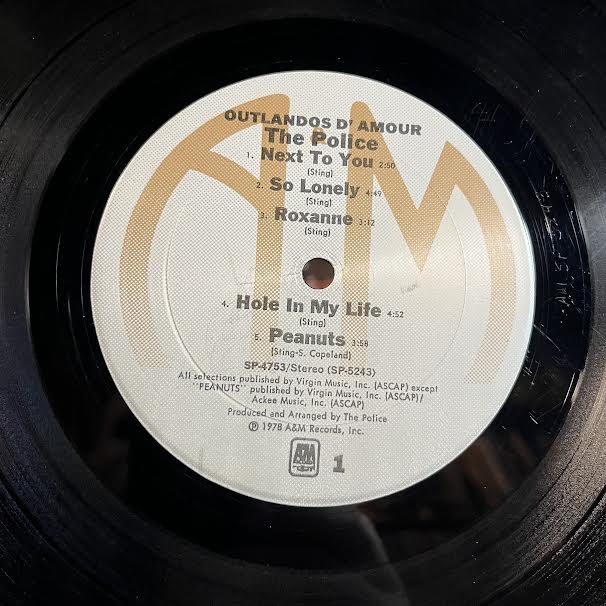 OUTLANDOS D' AMOUR
The Police
1. Next To You 2:50
(Sting)
2. So Lonely 4:49
(Sting)
3. Roxanne 3:12
(Sting)
4. Hole In My Life 4:52
(Sting)
5. Peanuts 3:58
(Sting-S. Copeland)
SP-4753/Stereo (SP-5243)
All selections published by Virgin Music, Inc. (ASCAP) except
"PEANUTS" published by Virgin Music, Inc. (ASCAP)/
Ackee Music, Inc. (ASCAP)
Produced and Arranged by The Police
℗ 1978 A&M Records, Inc.
A&M 1